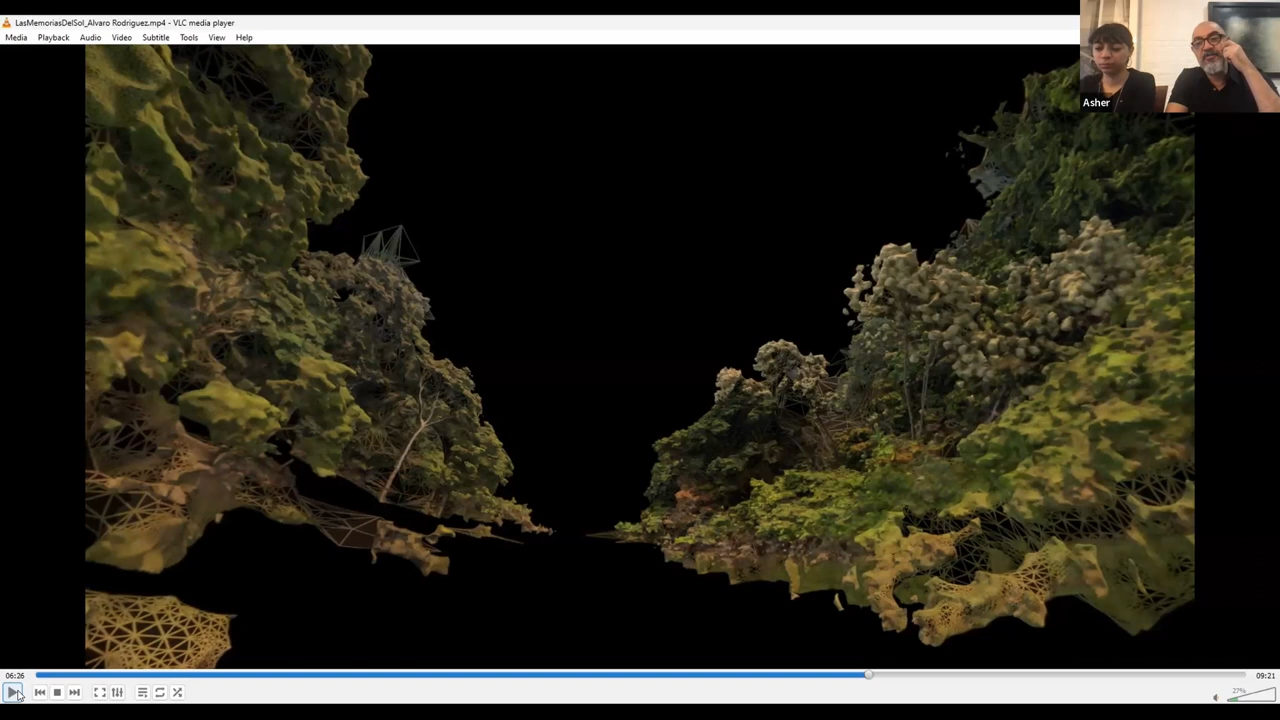 LasMemoriasDelSol_Alvaro Rodriguez.mp4 - VLC media player
Media Playback Audio Video Subtitle Tools View Help
Asher
06:26
09:21
27%